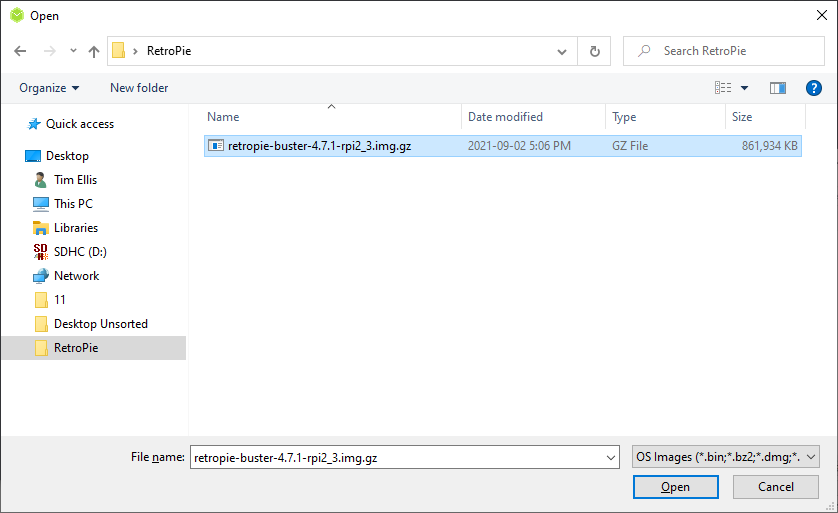 Open
RetroPie
Search RetroPie
Organize
New folder
?
Name
Date modified
Type
Size
retropie-buster-4.7.1-rpi2_3.img.gz
2021-09-02 5:06 PM
GZ File
861,934 KB
Quick access
Desktop
Tim Ellis
This PC
Libraries
SD
SDHC (D:)
Network
11
Desktop Unsorted
RetroPie
File name:
retropie-buster-4.7.1-rpi2_3.img.gz
OS Images (*.bin;*.bz2;*.dmg;*.
Open
Cancel